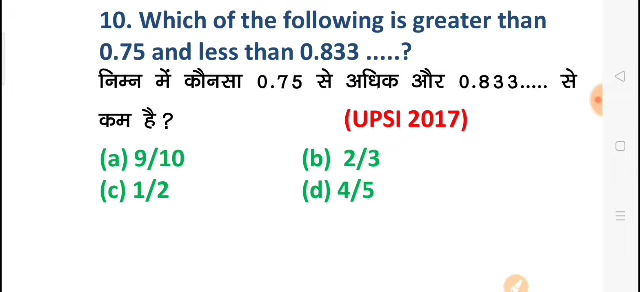 10. Which of the following is greater than
0.75 and less than 0.833 .....?
निम्न में कौनसा 0.75 से अधिक और 0.833..... से
कम है?
(UPSI 2017)
(a) 9/10
(b) 2/3
(c) 1/2
(d) 4/5